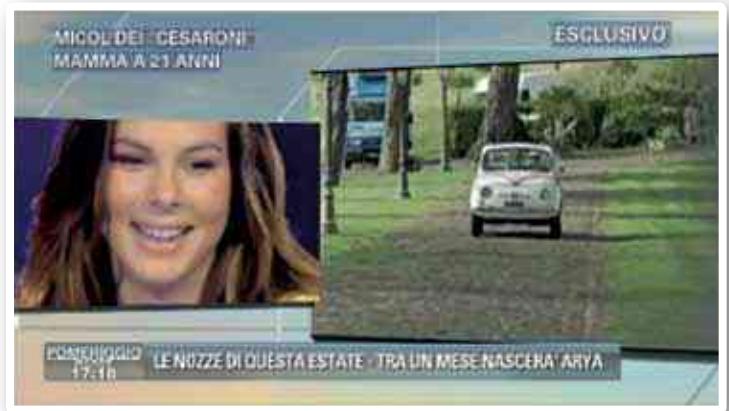 MICOL DEI "CESARONI"
MAMMA A 21 ANNI
ESCLUSIVO
POMERIGGIO
17:18
LE NOZZE DI QUESTA ESTATE - TRA UN MESE NASCERA' ARYA